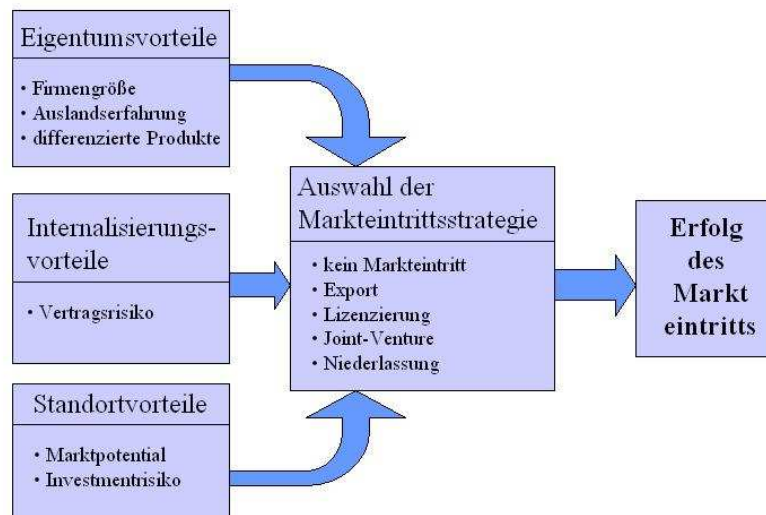 Eigentumsvorteile
• Firmengröße
• Auslandserfahrung
• differenzierte Produkte
Internalisierungs-
vorteile
• Vertragsrisiko
Standortvorteile
• Marktpotential
• Investmentrisiko
Auswahl der
Markteintrittsstrategie
• kein Markteintritt
• Export
• Lizenzierung
• Joint-Venture
• Niederlassung
Erfolg
des
Markt
eintritts